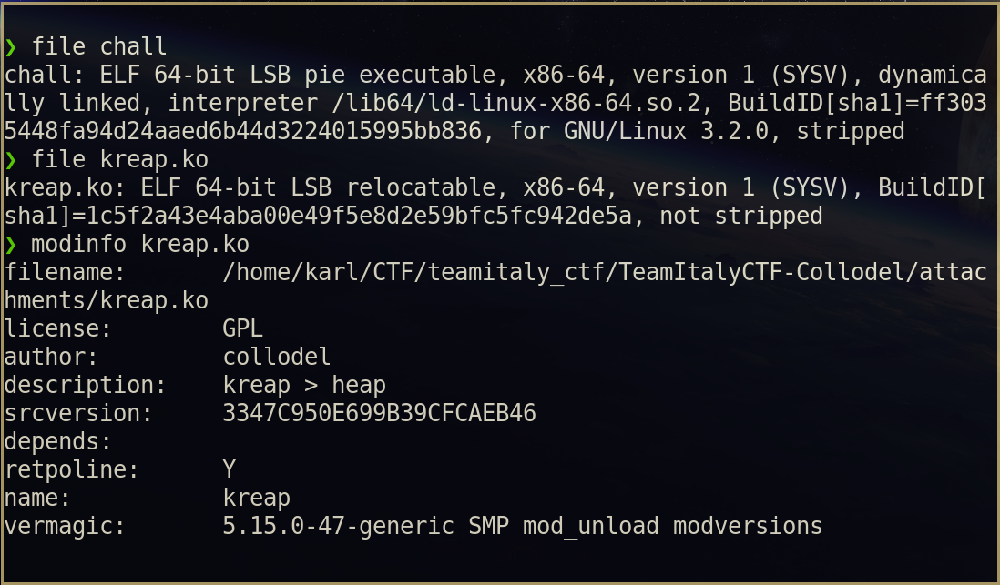 ❯ file chall
chall: ELF 64-bit LSB pie executable, x86-64, version 1 (SYSV), dynamica
lly linked, interpreter /lib64/ld-linux-x86-64.so.2, BuildID[sha1]=ff303
5448fa94d24aaed6b44d3224015995bb836, for GNU/Linux 3.2.0, stripped
❯ file kreap.ko
kreap.ko: ELF 64-bit LSB relocatable, x86-64, version 1 (SYSV), BuildID[
sha1]=1c5f2a43e4aba00e49f5e8d2e59bfc5fc942de5a, not stripped
❯ modinfo kreap.ko
filename:       /home/karl/CTF/teamitaly_ctf/TeamItalyCTF-Collodel/attac
hments/kreap.ko
license:        GPL
author:         collodel
description:    kreap > heap
srcversion:     3347C950E699B39CFCAEB46
depends:
retpoline:      Y
name:           kreap
vermagic:       5.15.0-47-generic SMP mod_unload modversions